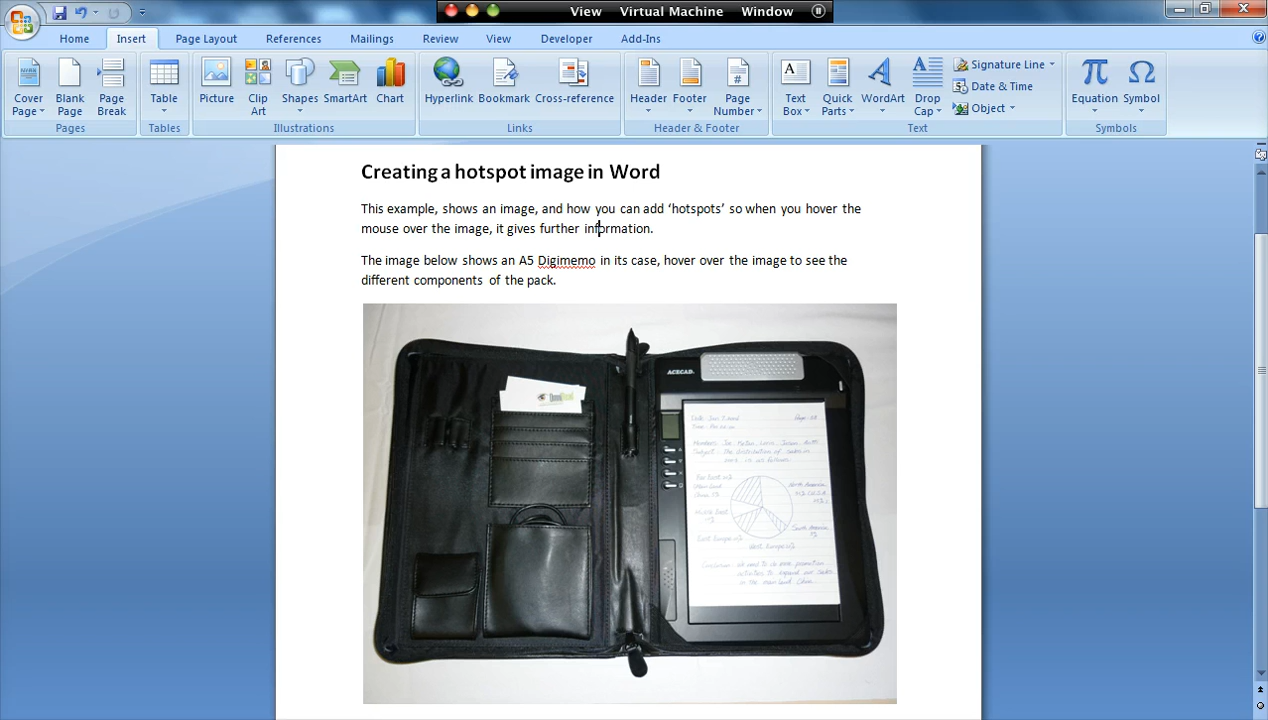 View Virtual Machine Window
Home Insert Page Layout References Mailings Review View Developer Add-Ins
Cover Page
Blank Page
Page Break
Table
Picture
Clip Art
Shapes
SmartArt
Chart
Hyperlink
Bookmark
Cross-reference
Header
Footer
Page Number
Text Box
Quick Parts
WordArt
Drop Cap
Signature Line
Date & Time
Object
Equation
Symbol
Pages Tables Illustrations Links Header & Footer Text Symbols
Creating a hotspot image in Word
This example, shows an image, and how you can add ‘hotspots’ so when you hover the
mouse over the image, it gives further information.
The image below shows an A5 Digimemo in its case, hover over the image to see the
different components of the pack.
ACECAD.